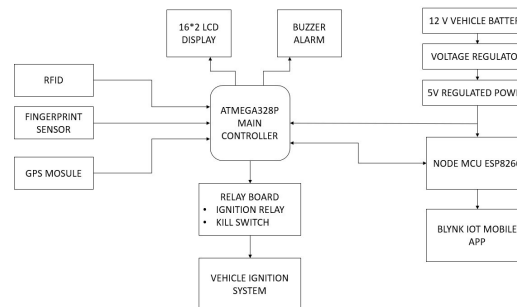 16*2 LCD
DISPLAY
BUZZER
ALARM
12 V VEHICLE BATTER
VOLTAGE REGULATO
5V REGULATED POW
RFID
FINGERPRINT
SENSOR
GPS MOSULE
ATMEGA328P
MAIN
CONTROLLER
NODE MCU ESP826
RELAY BOARD
• IGNITION RELAY
• KILL SWITCH
BLYNK IOT MOBILE
APP
VEHICLE IGNITION
SYSTEM